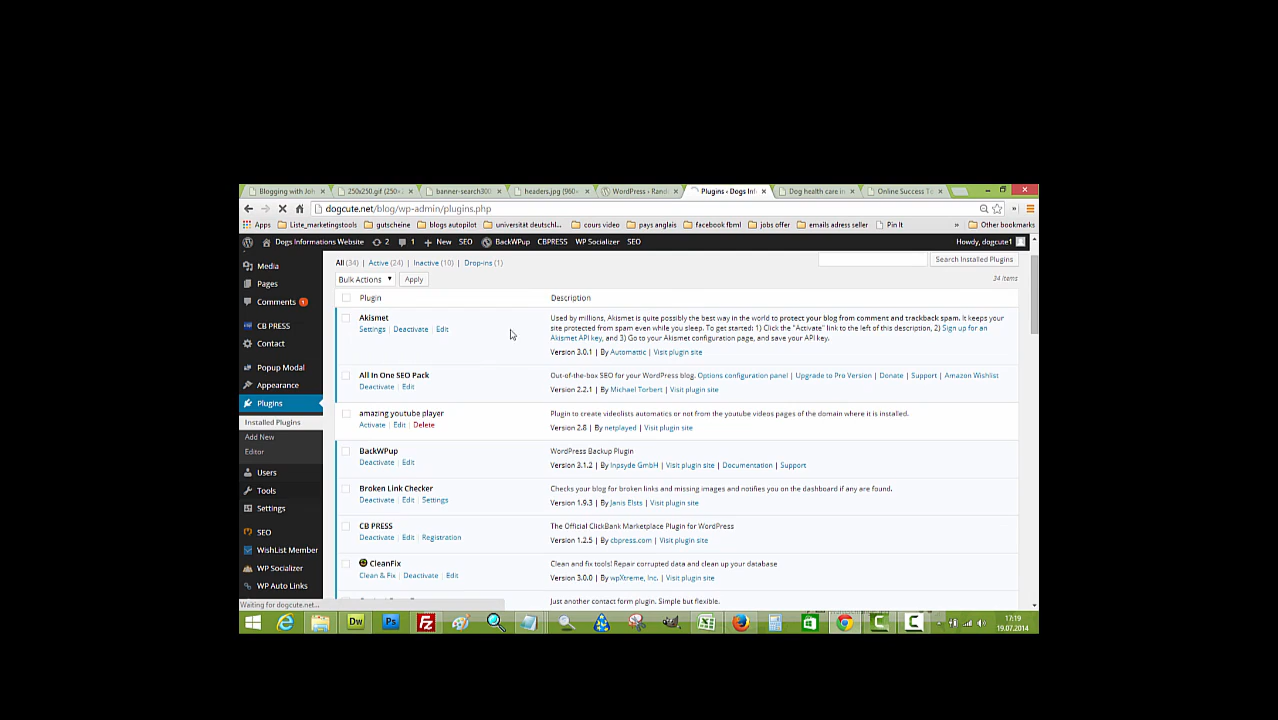 Blogging with Joh
250x250.gif (250×2
banner-search300
headers.jpg (960×
WordPress › Rand
Plugins ‹ Dogs Inf
Dog health care in
Online Success To
dogcute.net/blog/wp-admin/plugins.php
Apps Liste_marketingstools gutscheine blogs autopilot universität deutschl... cours video pays anglais facebook fbml jobs offer emails adress seller Pin It » Other bookmarks
Dogs Informations Website 2 1 + New SEO BackWPup CBPRESS WP Socializer SEO Howdy, dogcute1
Media
Pages
Comments 1
CB PRESS
Contact
Popup Modal
Appearance
Plugins
Installed Plugins
Add New
Editor
Users
Tools
Settings
SEO
WishList Member
WP Socializer
WP Auto Links
All (34) | Active (24) | Inactive (10) | Drop-ins (1)
Search Installed Plugins
Bulk Actions Apply
34 items
Plugin Description
Akismet
Settings | Deactivate | Edit
Used by millions, Akismet is quite possibly the best way in the world to protect your blog from comment and trackback spam. It keeps your
site protected from spam even while you sleep. To get started: 1) Click the "Activate" link to the left of this description, 2) Sign up for an
Akismet API key, and 3) Go to your Akismet configuration page, and save your API key.
Version 3.0.1 | By Automattic | Visit plugin site
All In One SEO Pack
Deactivate | Edit
Out-of-the-box SEO for your WordPress blog. Options configuration panel | Upgrade to Pro Version | Donate | Support | Amazon Wishlist
Version 2.2.1 | By Michael Torbert | Visit plugin site
amazing youtube player
Activate | Edit | Delete
Plugin to create videolists automatics or not from the youtube videos pages of the domain where it is installed.
Version 2.8 | By netplayed | Visit plugin site
BackWPup
Deactivate | Edit
WordPress Backup Plugin
Version 3.1.2 | By Inpsyde GmbH | Visit plugin site | Documentation | Support
Broken Link Checker
Deactivate | Edit | Settings
Checks your blog for broken links and missing images and notifies you on the dashboard if any are found.
Version 1.9.3 | By Janis Elsts | Visit plugin site
CB PRESS
Deactivate | Edit | Registration
The Official ClickBank Marketplace Plugin for WordPress
Version 1.2.5 | By cbpress.com | Visit plugin site
CleanFix
Clean & Fix | Deactivate | Edit
Clean and fix tools! Repair corrupted data and clean up your database
Version 3.0.0 | By wpXtreme, Inc. | Visit plugin site
Just another contact form plugin. Simple but flexible.
Waiting for dogcute.net...
Dw Ps Fz
17:19
19.07.2014